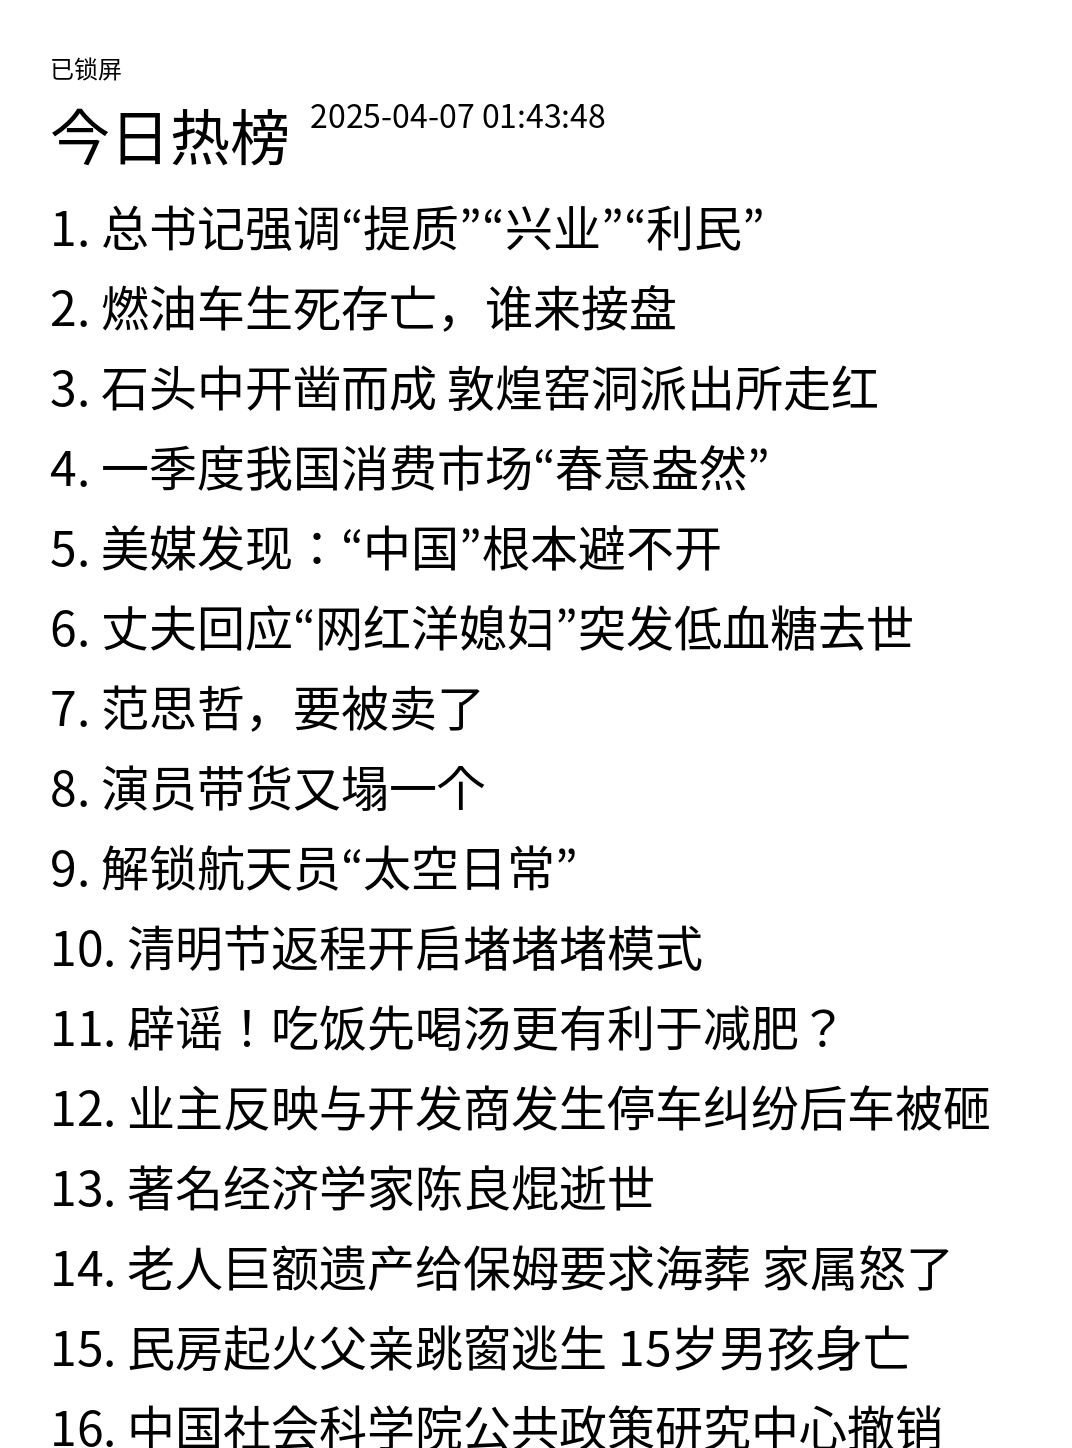 已锁屏
今日热榜 2025-04-07 01:43:48
1. 总书记强调“提质”“兴业”“利民”
2. 燃油车生死存亡，谁来接盘
3. 石头中开凿而成 敦煌窑洞派出所走红
4. 一季度我国消费市场“春意盎然”
5. 美媒发现：“中国”根本避不开
6. 丈夫回应“网红洋媳妇”突发低血糖去世
7. 范思哲，要被卖了
8. 演员带货又塌一个
9. 解锁航天员“太空日常”
10. 清明节返程开启堵堵堵模式
11. 辟谣！吃饭先喝汤更有利于减肥？
12. 业主反映与开发商发生停车纠纷后车被砸
13. 著名经济学家陈良焜逝世
14. 老人巨额遗产给保姆要求海葬 家属怒了
15. 民房起火父亲跳窗逃生 15岁男孩身亡
16. 中国社会科学院公共政策研究中心撤销